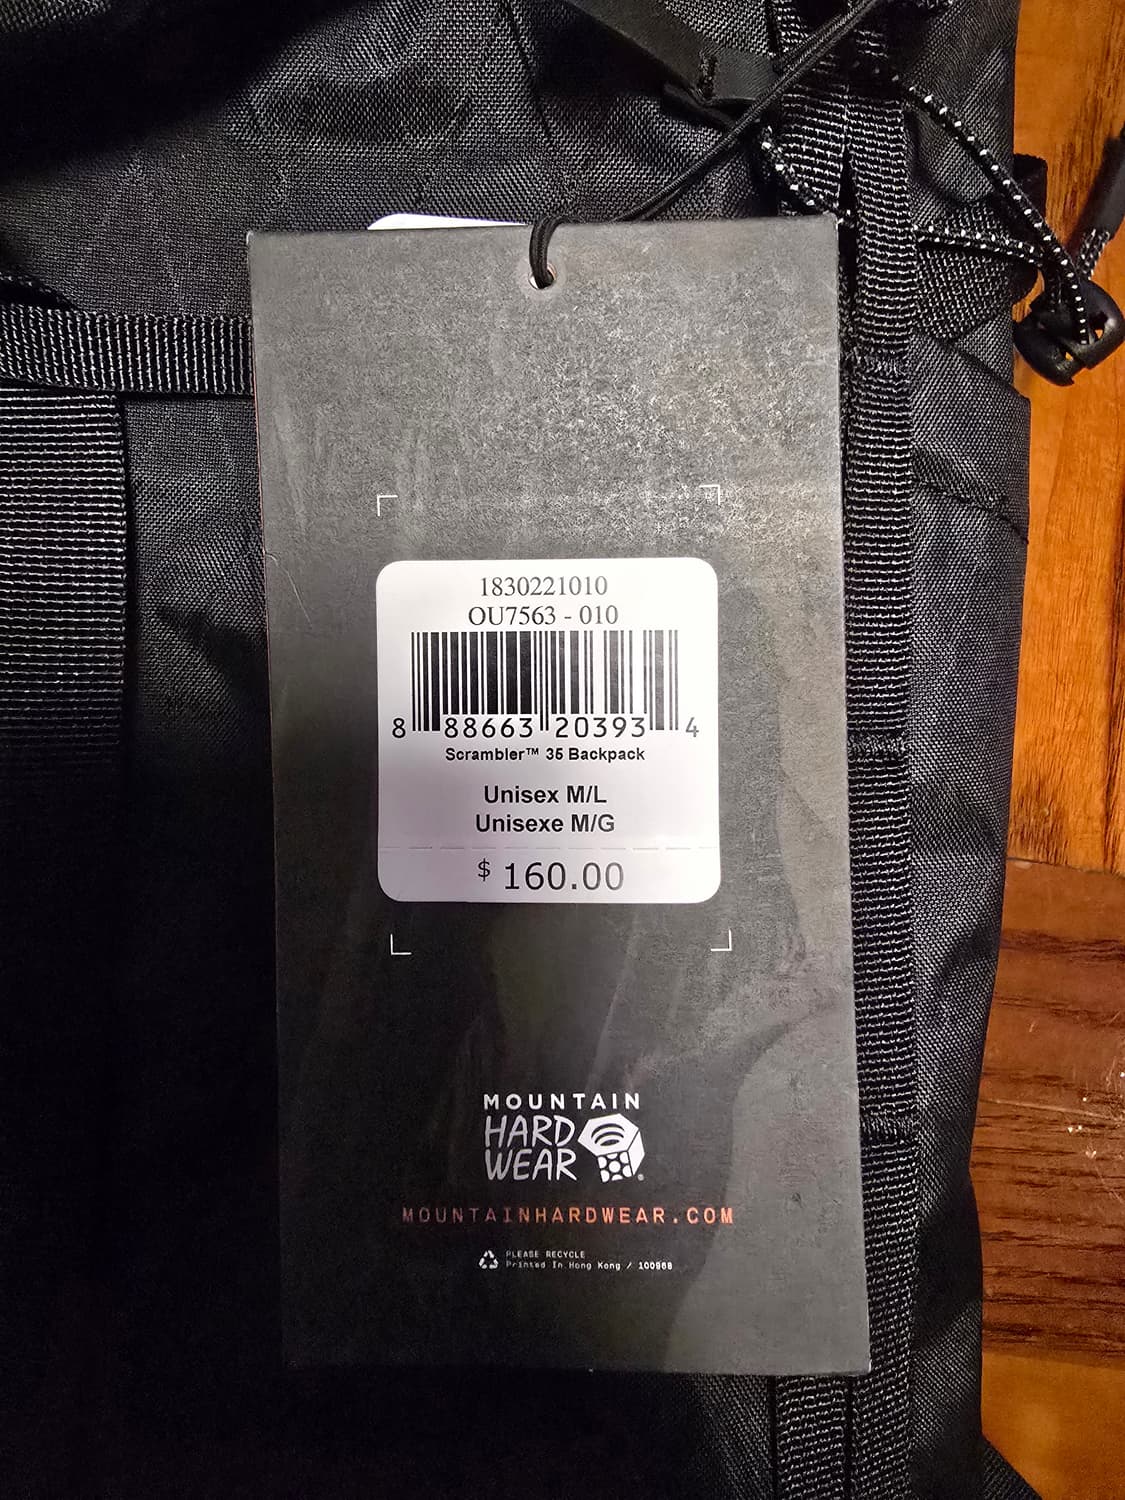 1830221010
OU7563 - 010
8 88663 20393 4
Scrambler™ 35 Backpack
Unisex M/L
Unisexe M/G
$ 160.00
MOUNTAIN
HARD
WEAR
MOUNTAINHARDWEAR.COM
PLEASE RECYCLE
Printed In Hong Kong / 100968